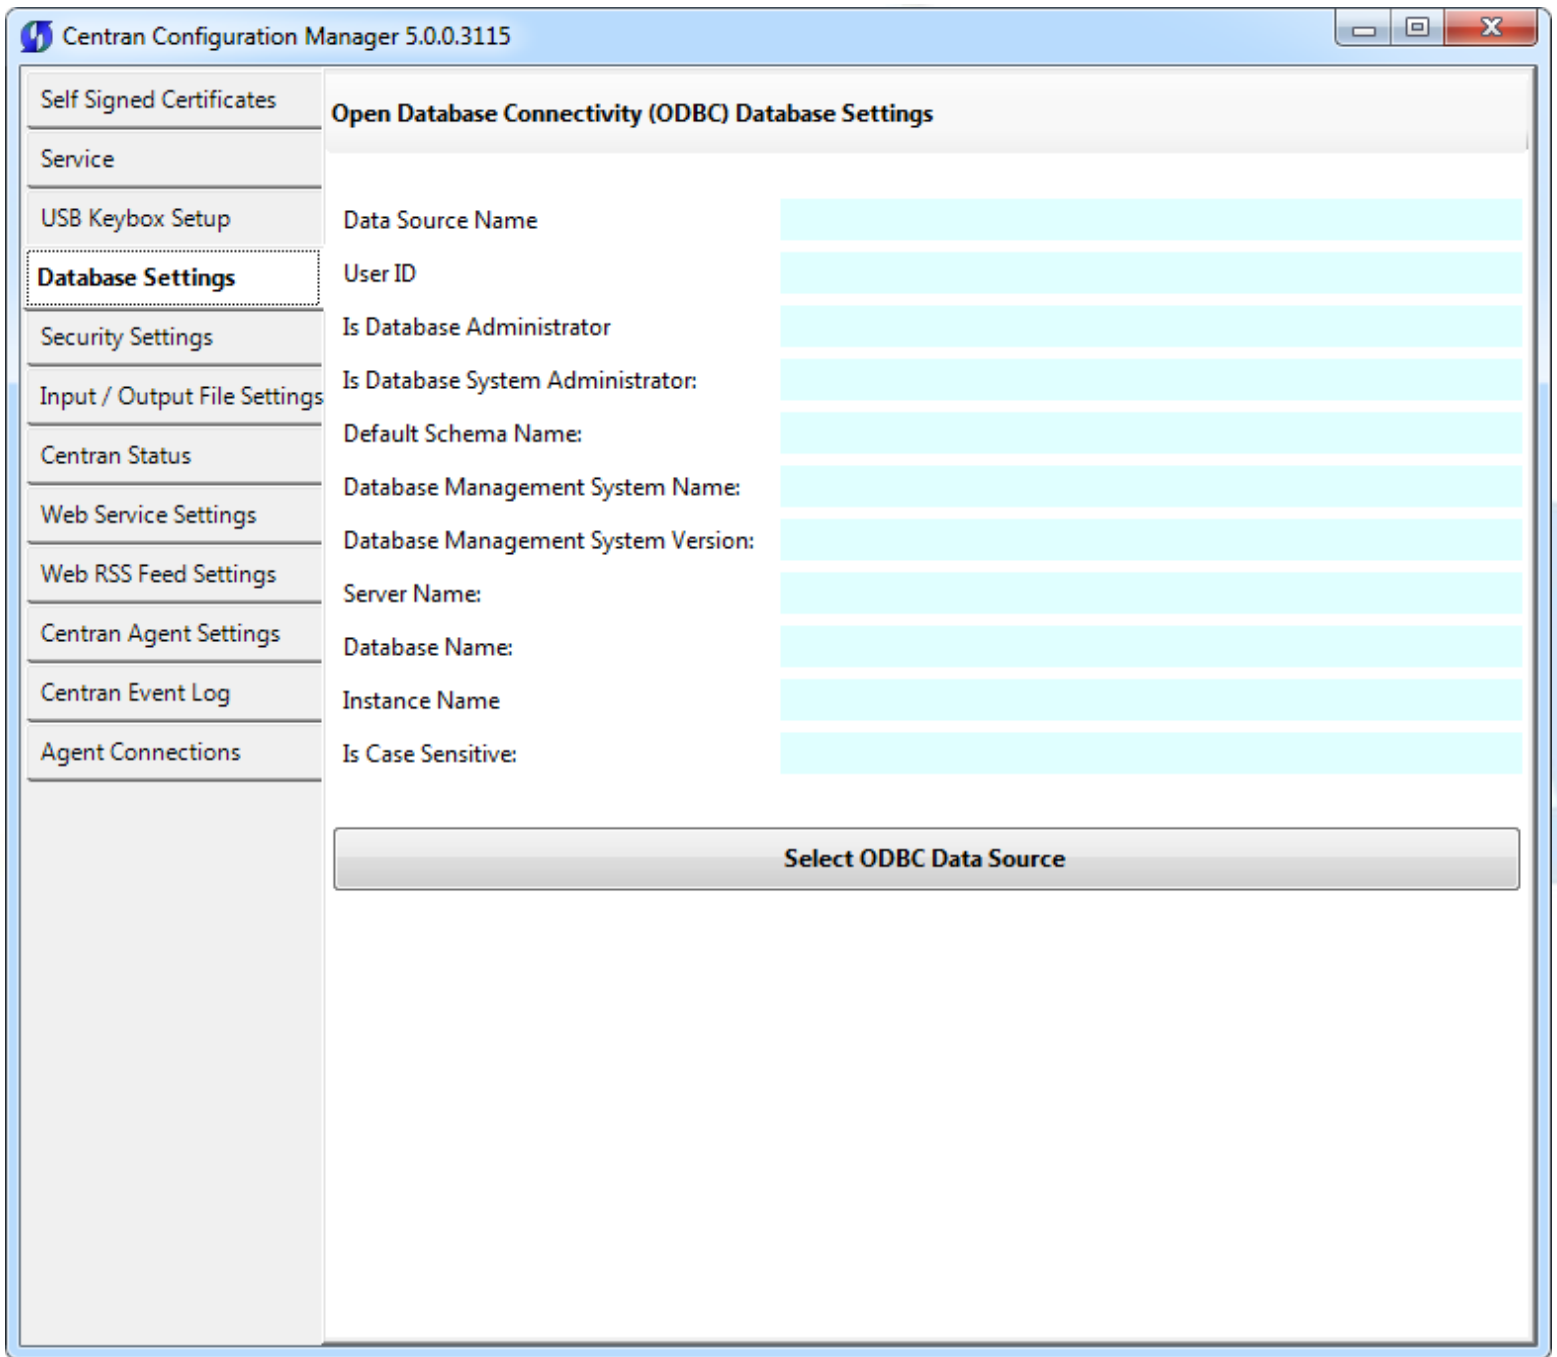 Centran Configuration Manager 5.0.0.3115
Self Signed Certificates
Service
USB Keybox Setup
Database Settings
Security Settings
Input / Output File Settings
Centran Status
Web Service Settings
Web RSS Feed Settings
Centran Agent Settings
Centran Event Log
Agent Connections
Open Database Connectivity (ODBC) Database Settings
Data Source Name
User ID
Is Database Administrator
Is Database System Administrator:
Default Schema Name:
Database Management System Name:
Database Management System Version:
Server Name:
Database Name:
Instance Name
Is Case Sensitive:
Select ODBC Data Source